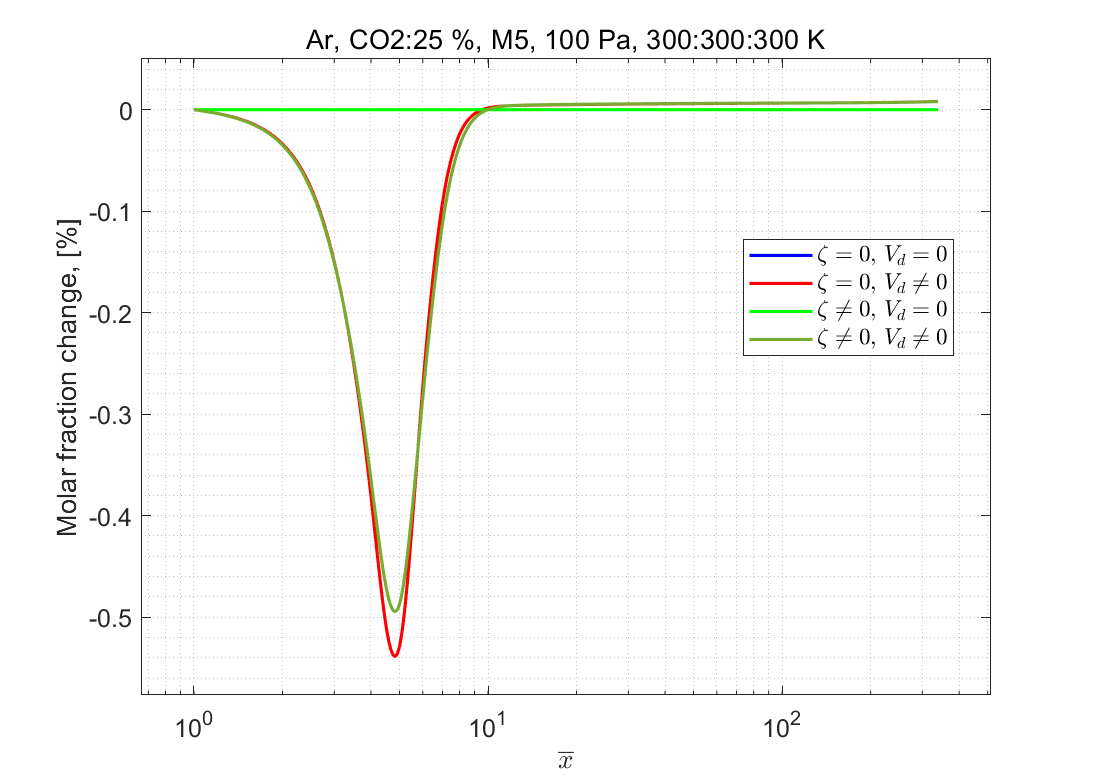 Ar, CO2:25 %, M5, 100 Pa, 300:300:300 K
Molar fraction change, [%]
0
-0.1
-0.2
-0.3
-0.4
-0.5
ζ = 0, V_d = 0
ζ = 0, V_d ≠ 0
ζ ≠ 0, V_d = 0
ζ ≠ 0, V_d ≠ 0
10^0 10^1 10^2
x̅